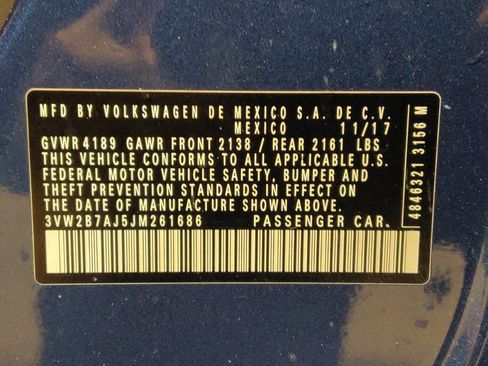 MFD BY VOLKSWAGEN DE MEXICO S.A. DE C.V.
MEXICO 11/17
GVWR 4189 GAWR FRONT 2138 / REAR 2161 LBS
THIS VEHICLE CONFORMS TO ALL APPLICABLE U.S.
FEDERAL MOTOR VEHICLE SAFETY, BUMPER AND
THEFT PREVENTION STANDARDS IN EFFECT ON
THE DATE OF MANUFACTURE SHOWN ABOVE.
3VW2B7AJ5JM261686 PASSENGER CAR.
48463213156 M